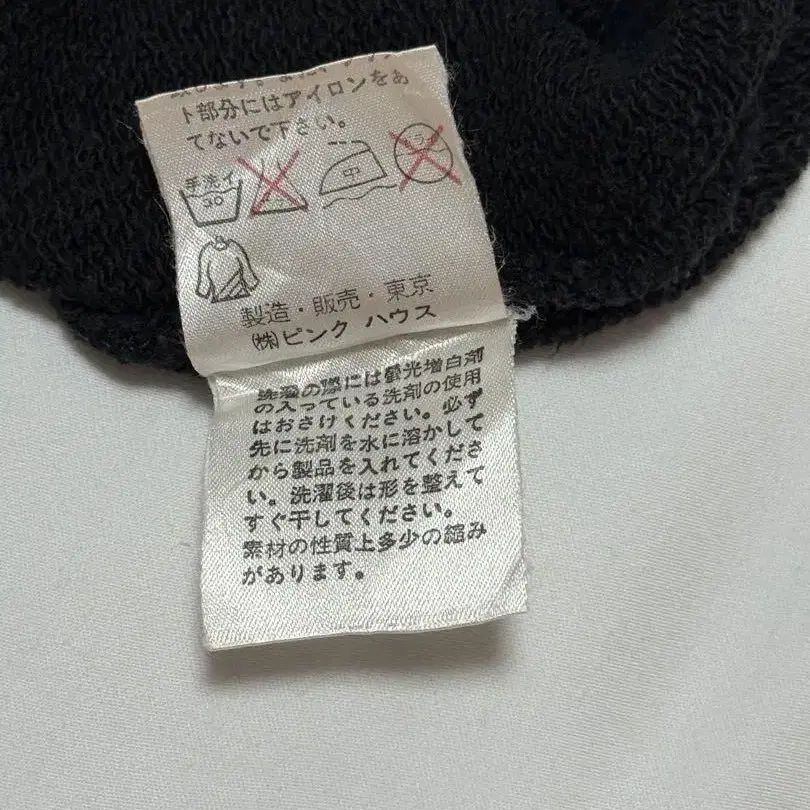 ト部分にはアイロンをあ
てないで下さい。
手洗イ
30
中
ドライ
製造・販売・東京
㈱ピンク ハウス
洗濯の際には螢光増白剤
の入っている洗剤の使用
はおさけください。必ず
先に洗剤を水に溶かして
から製品を入れてくださ
い。洗濯後は形を整えて
すぐ干してください。
素材の性質上多少の縮み
があります。